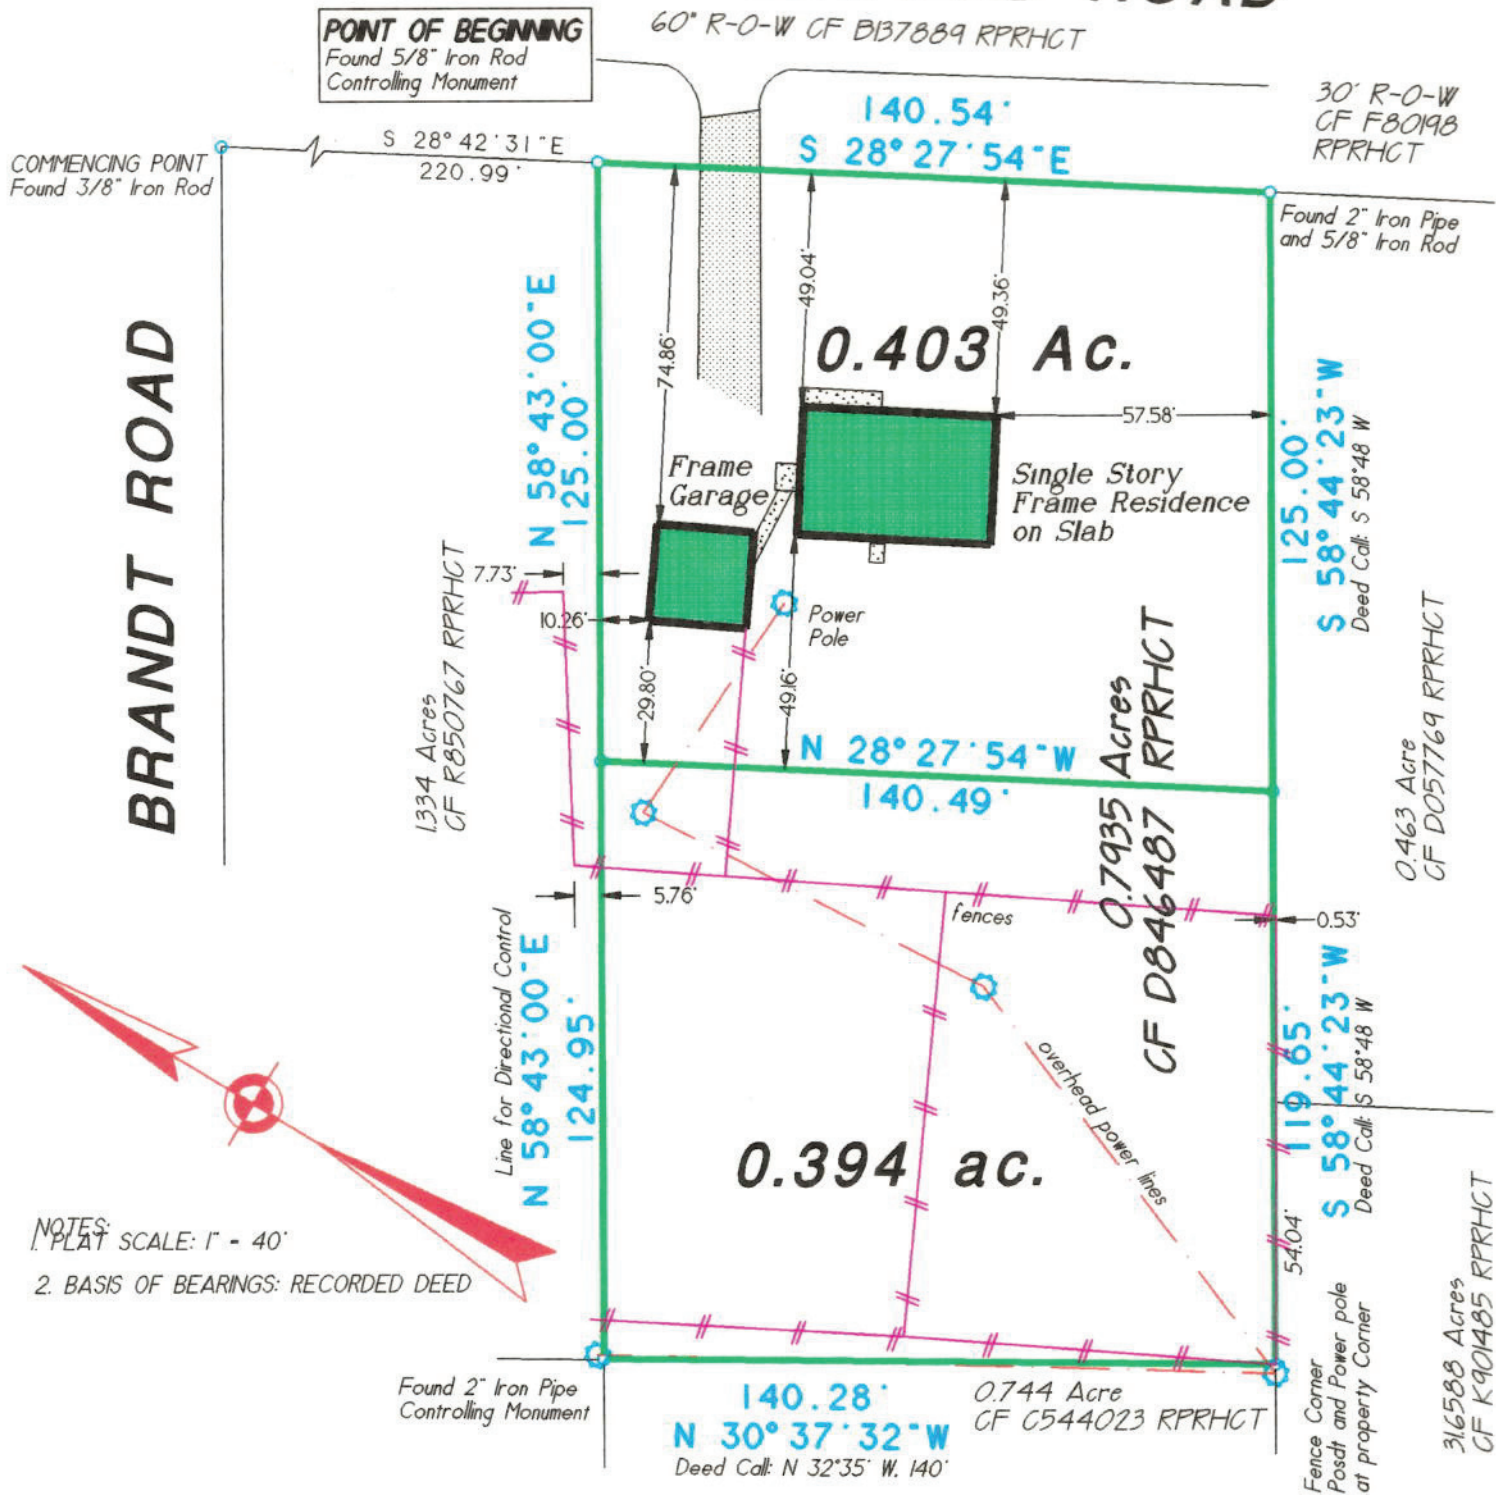 60" R-O-W CF B137889 RPRHCT
POINT OF BEGINNING
Found 5/8" Iron Rod
Controlling Monument
30' R-O-W
CF F80198
RPRHCT
140.54'
S 28° 27' 54" E
S 28° 42' 31" E
220.99'
COMMENCING POINT
Found 3/8" Iron Rod
Found 2" Iron Pipe
and 5/8" Iron Rod
BRANDT ROAD
N 58° 43' 00" E
125.00'
74.86'
49.04'
49.36'
0.403 Ac.
57.58'
125.00'
S 58° 44' 23" W
Deed Call: S 58°48 W
Frame
Garage
Single Story
Frame Residence
on Slab
7.73'
10.26'
Power
Pole
29.80'
49.16'
1.334 Acres
CF R850767 RPRHCT
N 28° 27' 54" W
140.49'
0.7935 Acres
CF D846487 RPRHCT
0.463 Acre
CF D057769 RPRHCT
5.76'
fences
0.53'
Line for Directional Control
N 58° 43' 00" E
124.95'
overhead power lines
119.65'
S 58° 44' 23" W
Deed Call: S 58°48 W
0.394 ac.
54.04'
NOTES:
1. PLAT SCALE: 1" - 40'
2. BASIS OF BEARINGS: RECORDED DEED
Found 2" Iron Pipe
Controlling Monument
140.28'
N 30° 37' 32" W
Deed Call: N 32°35' W. 140'
0.744 Acre
CF C544023 RPRHCT
Fence Corner
Posdt and Power pole
at property Corner
31.6588 Acres
CF K901485 RPRHCT